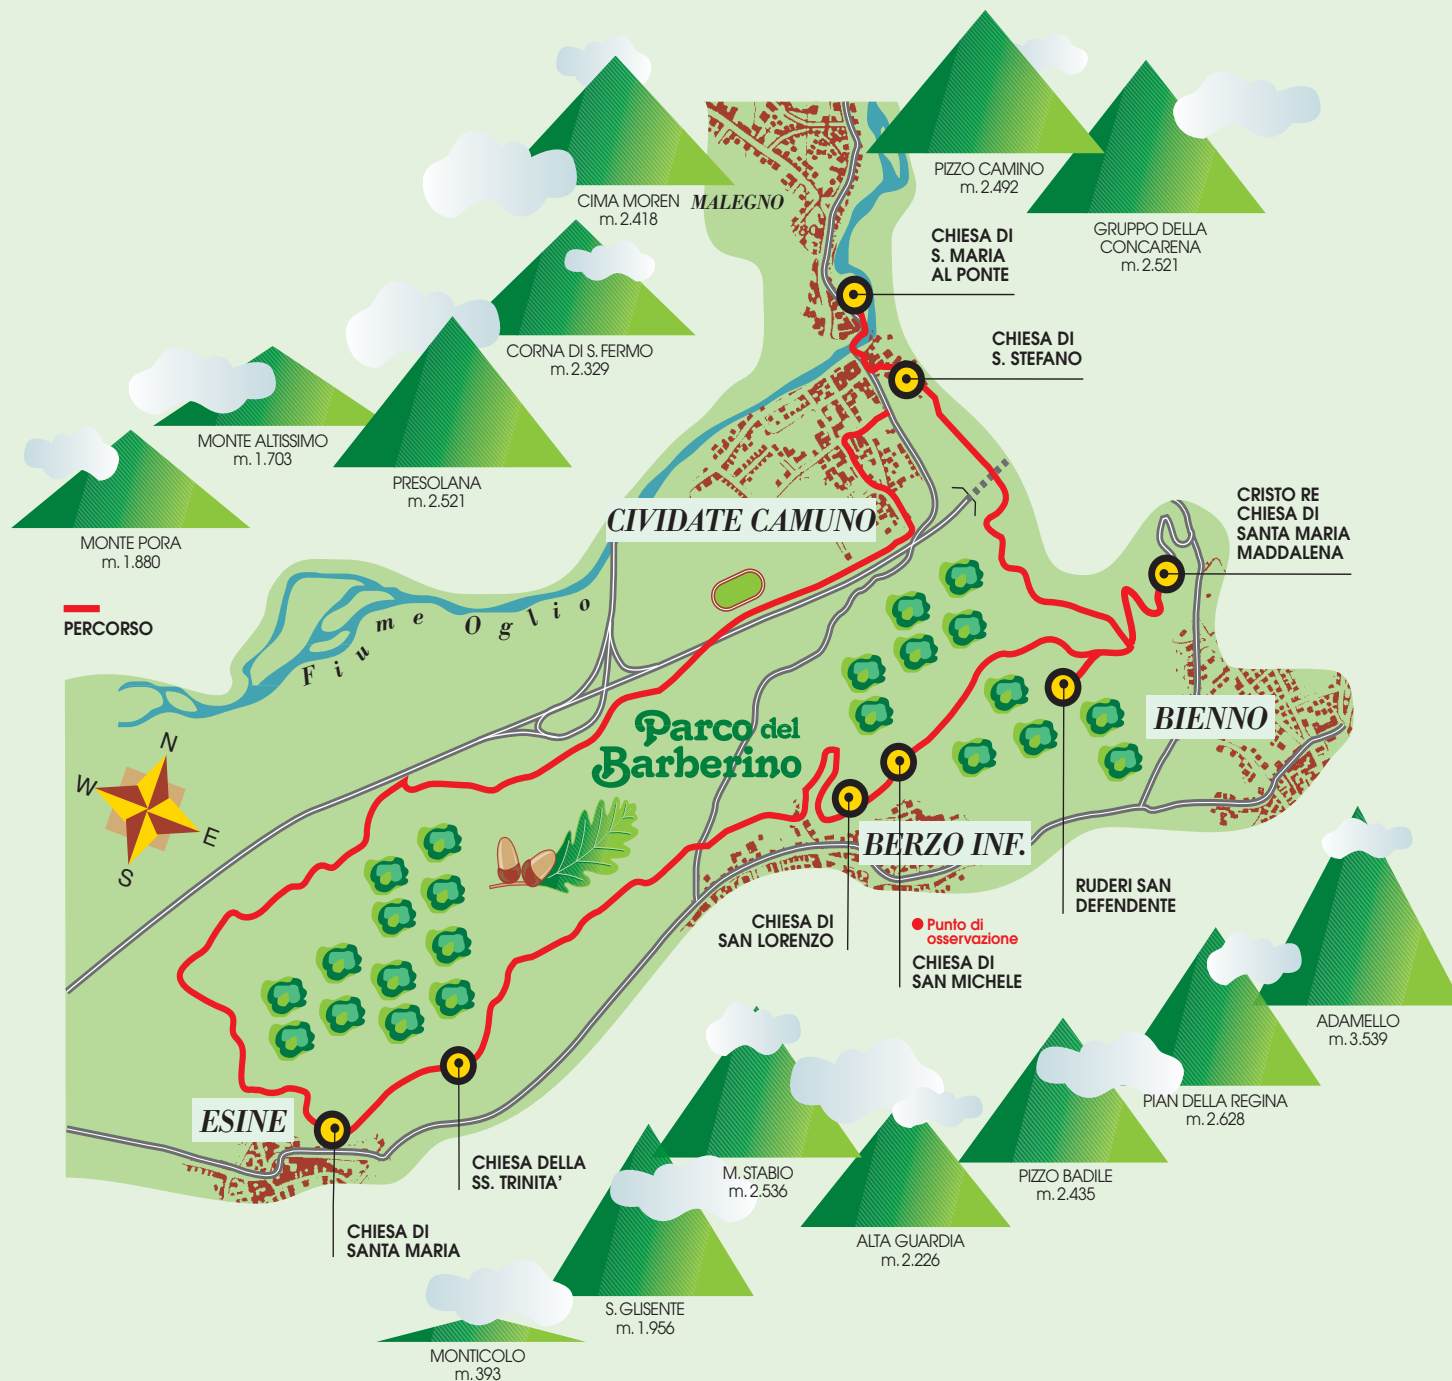 PIZZO CAMINO
m. 2.492
CIMA MOREN
m. 2.418
MALEGNO
GRUPPO DELLA
CONCARENA
m. 2.521
CHIESA DI
S. MARIA
AL PONTE
CHIESA DI
S. STEFANO
CORNA DI S. FERMO
m. 2.329
MONTE ALTISSIMO
m. 1.703
PRESOLANA
m. 2.521
MONTE PORA
m. 1.880
CIVIDATE CAMUNO
CRISTO RE
CHIESA DI
SANTA MARIA
MADDALENA
PERCORSO
Fiume Oglio
BIENNO
Parco del
Barberino
N
W
E
S
BERZO INF.
RUDERI SAN
DEFENDENTE
CHIESA DI
SAN LORENZO
Punto di
osservazione
CHIESA DI
SAN MICHELE
ADAMELLO
m. 3.539
PIAN DELLA REGINA
m. 2.628
ESINE
CHIESA DELLA
SS. TRINITA’
M. STABIO
m. 2.536
PIZZO BADILE
m. 2.435
CHIESA DI
SANTA MARIA
ALTA GUARDIA
m. 2.226
S. GLISENTE
m. 1.956
MONTICOLO
m. 393